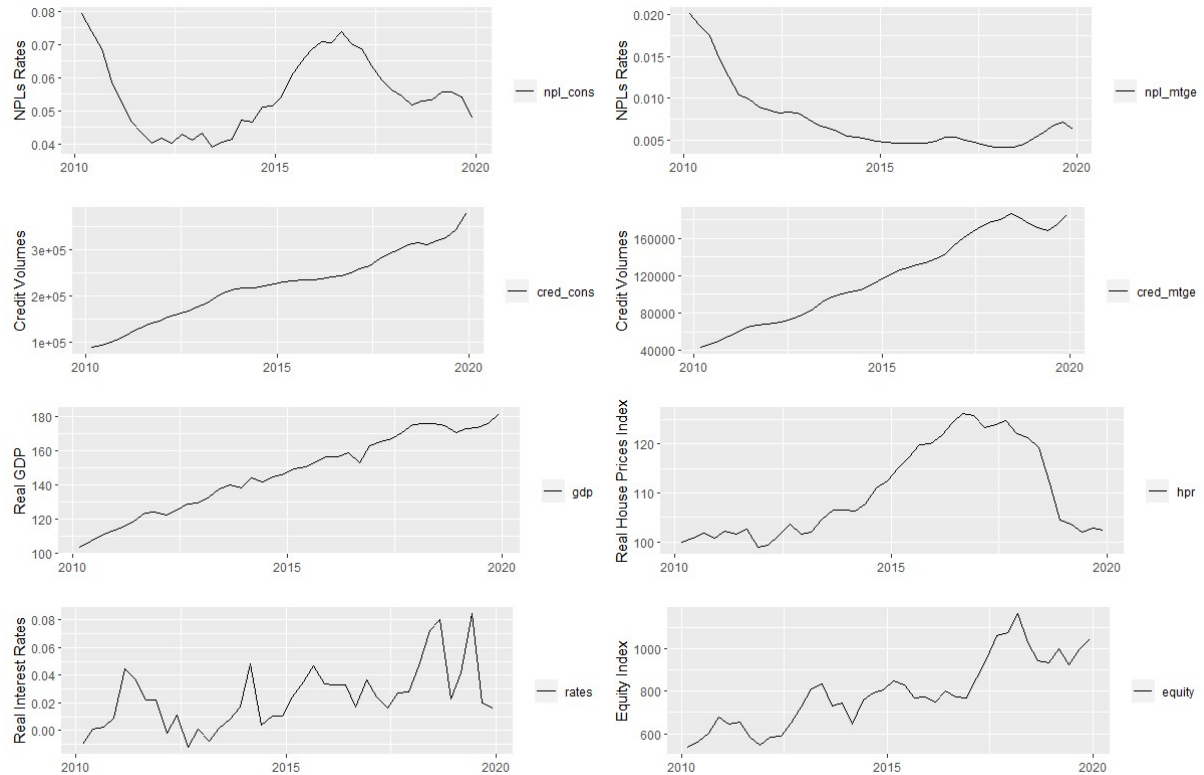 NPLs Rates
0.08
0.07
0.06
0.05
0.04
2010
2015
2020
npl_cons
NPLs Rates
0.020
0.015
0.010
0.005
2010
2015
2020
npl_mtge
Credit Volumes
3e+05
2e+05
1e+05
2010
2015
2020
cred_cons
Credit Volumes
160000
120000
80000
40000
2010
2015
2020
cred_mtge
Real GDP
180
160
140
120
100
2010
2015
2020
gdp
Real House Prices Index
120
110
100
2010
2015
2020
hpr
Real Interest Rates
0.08
0.06
0.04
0.02
0.00
2010
2015
2020
rates
Equity Index
1000
800
600
2010
2015
2020
equity